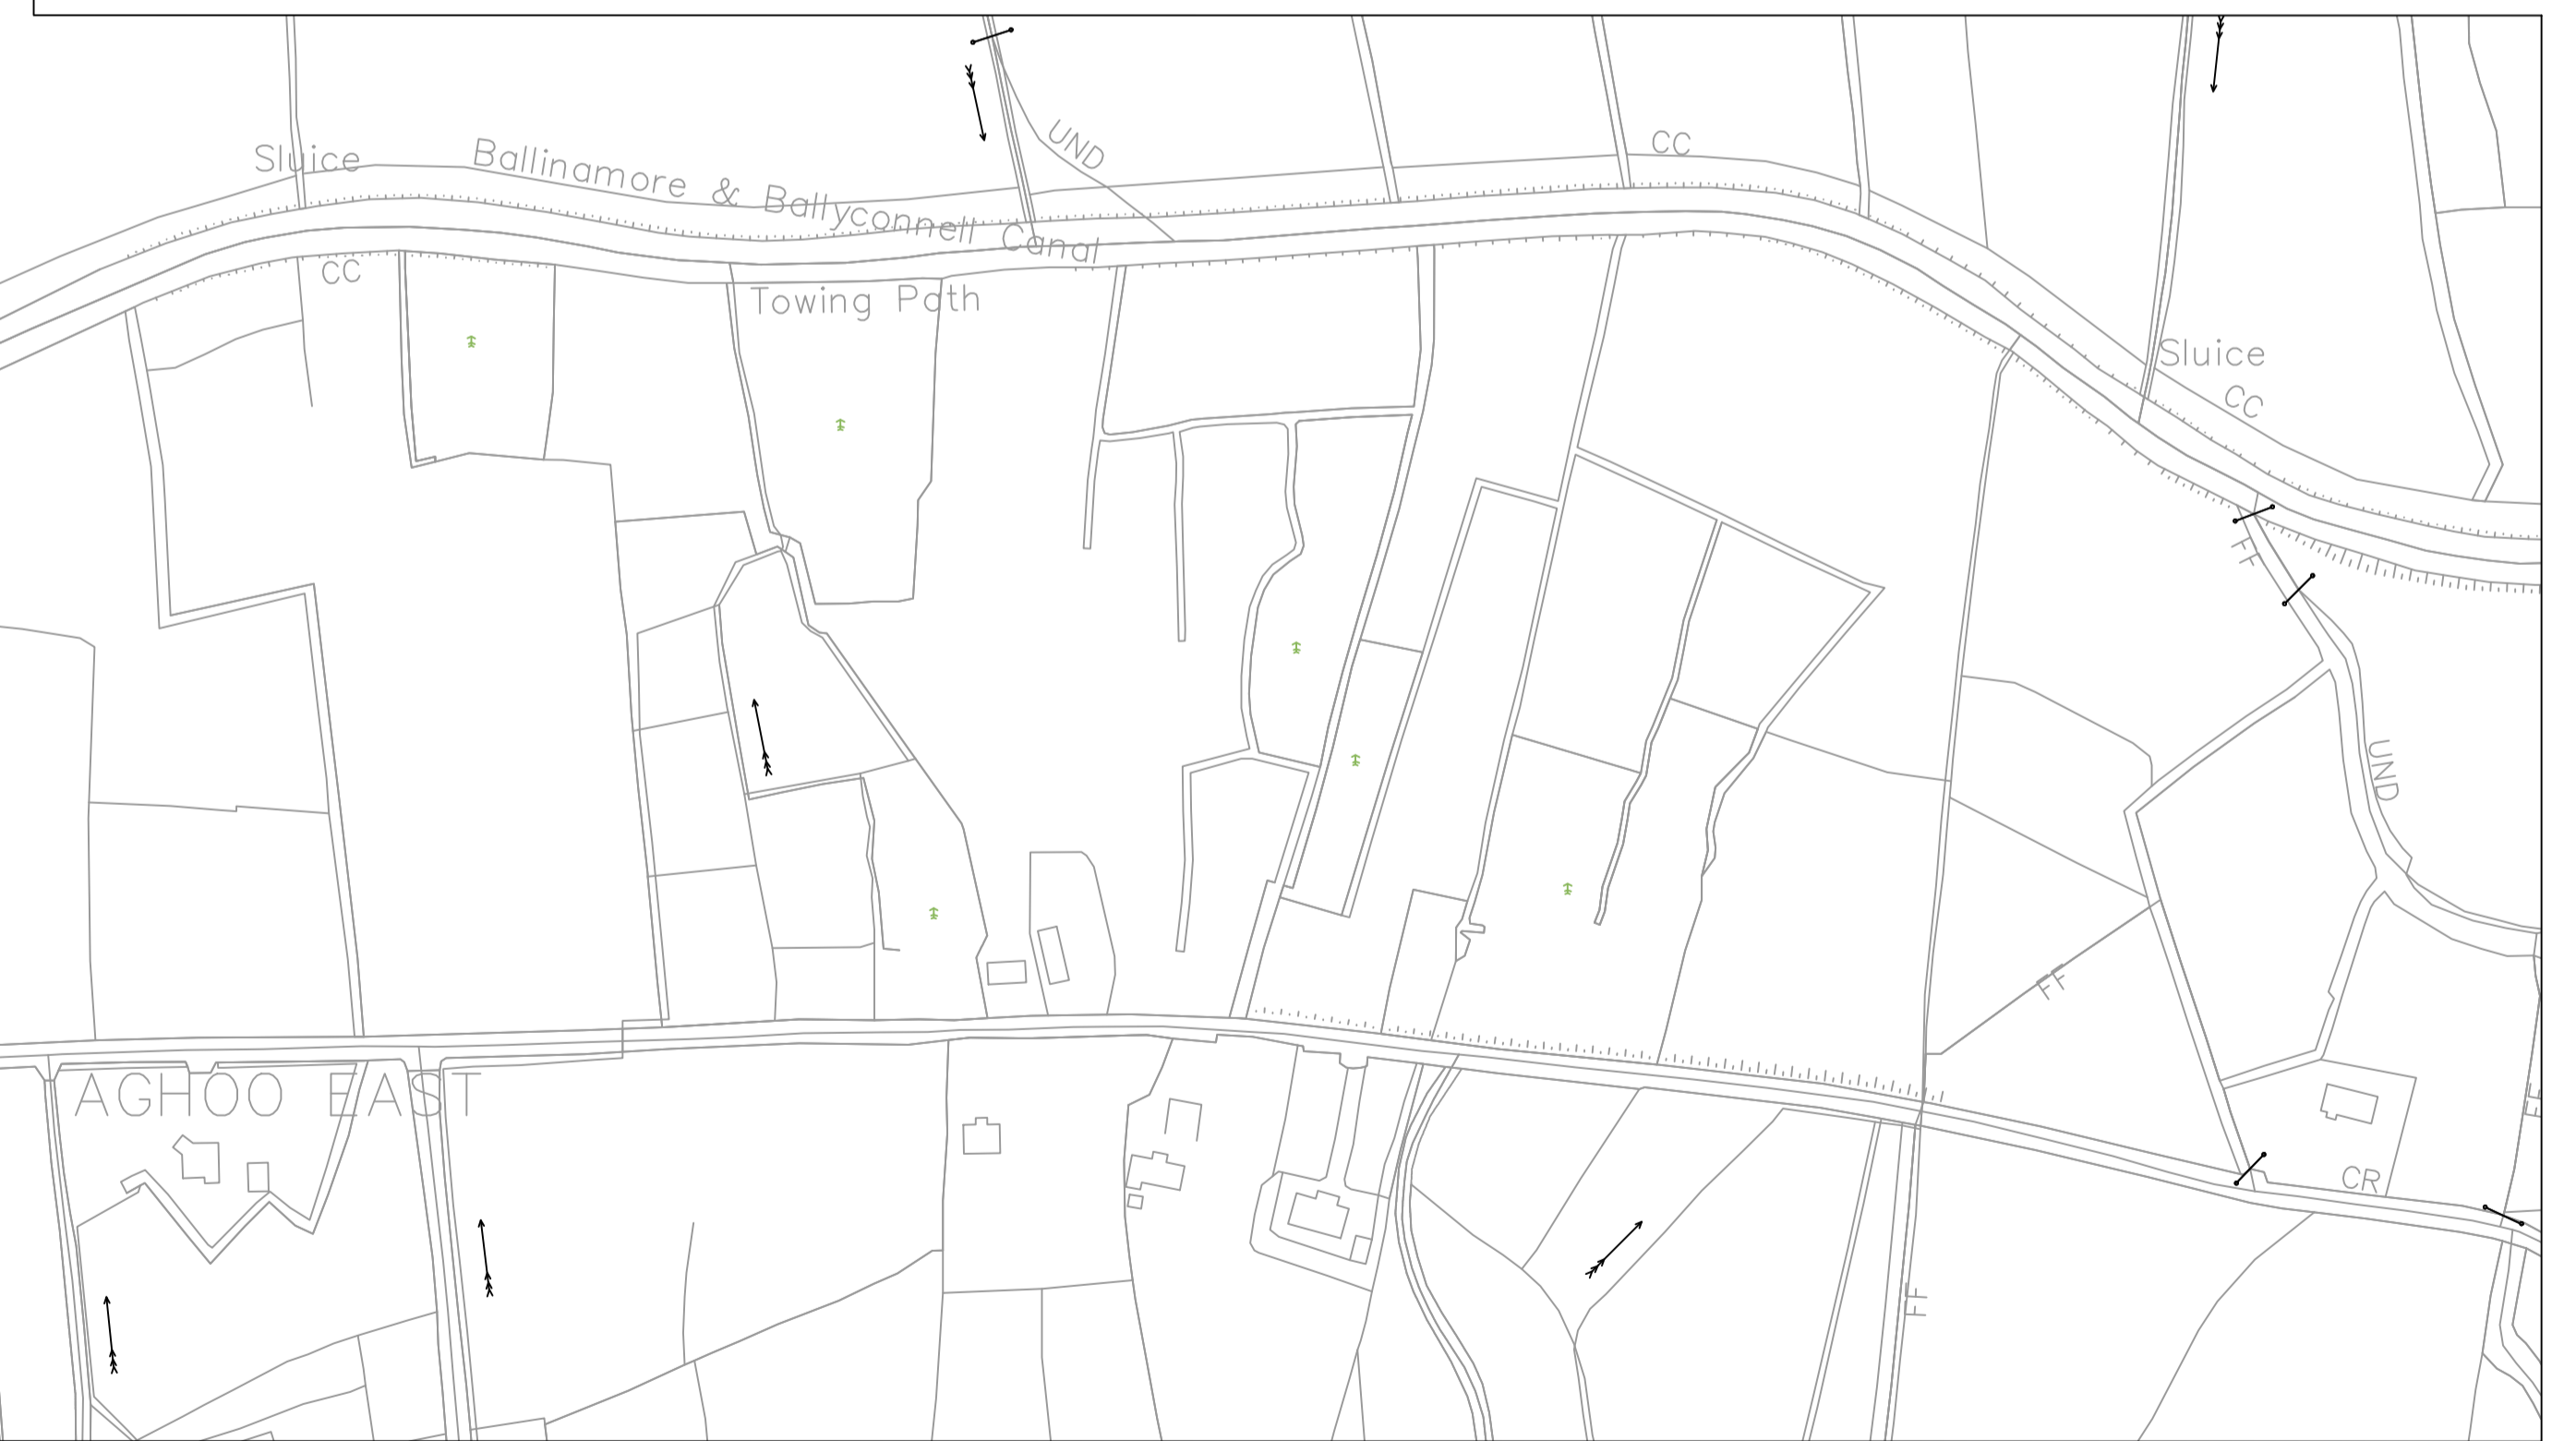 UND
CC
Sluice
Ballinamore & Ballyconnell Canal
CC
Towing Path
Sluice
CC
FF
UND
FF
AGHOO EAST
CR
FF